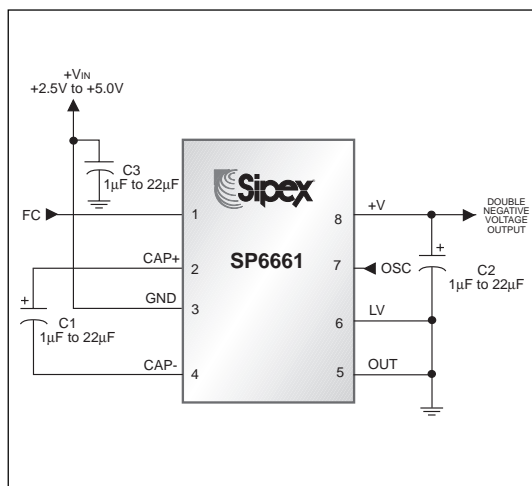 +VIN
+2.5V to +5.0V
C3
1µF to 22µF
Sipex
FC
1
8
+V
DOUBLE
NEGATIVE
VOLTAGE
OUTPUT
CAP+
2
SP6661
7
OSC
+
C2
1µF to 22µF
GND
3
6
LV
+
C1
1µF to 22µF
CAP-
4
5
OUT